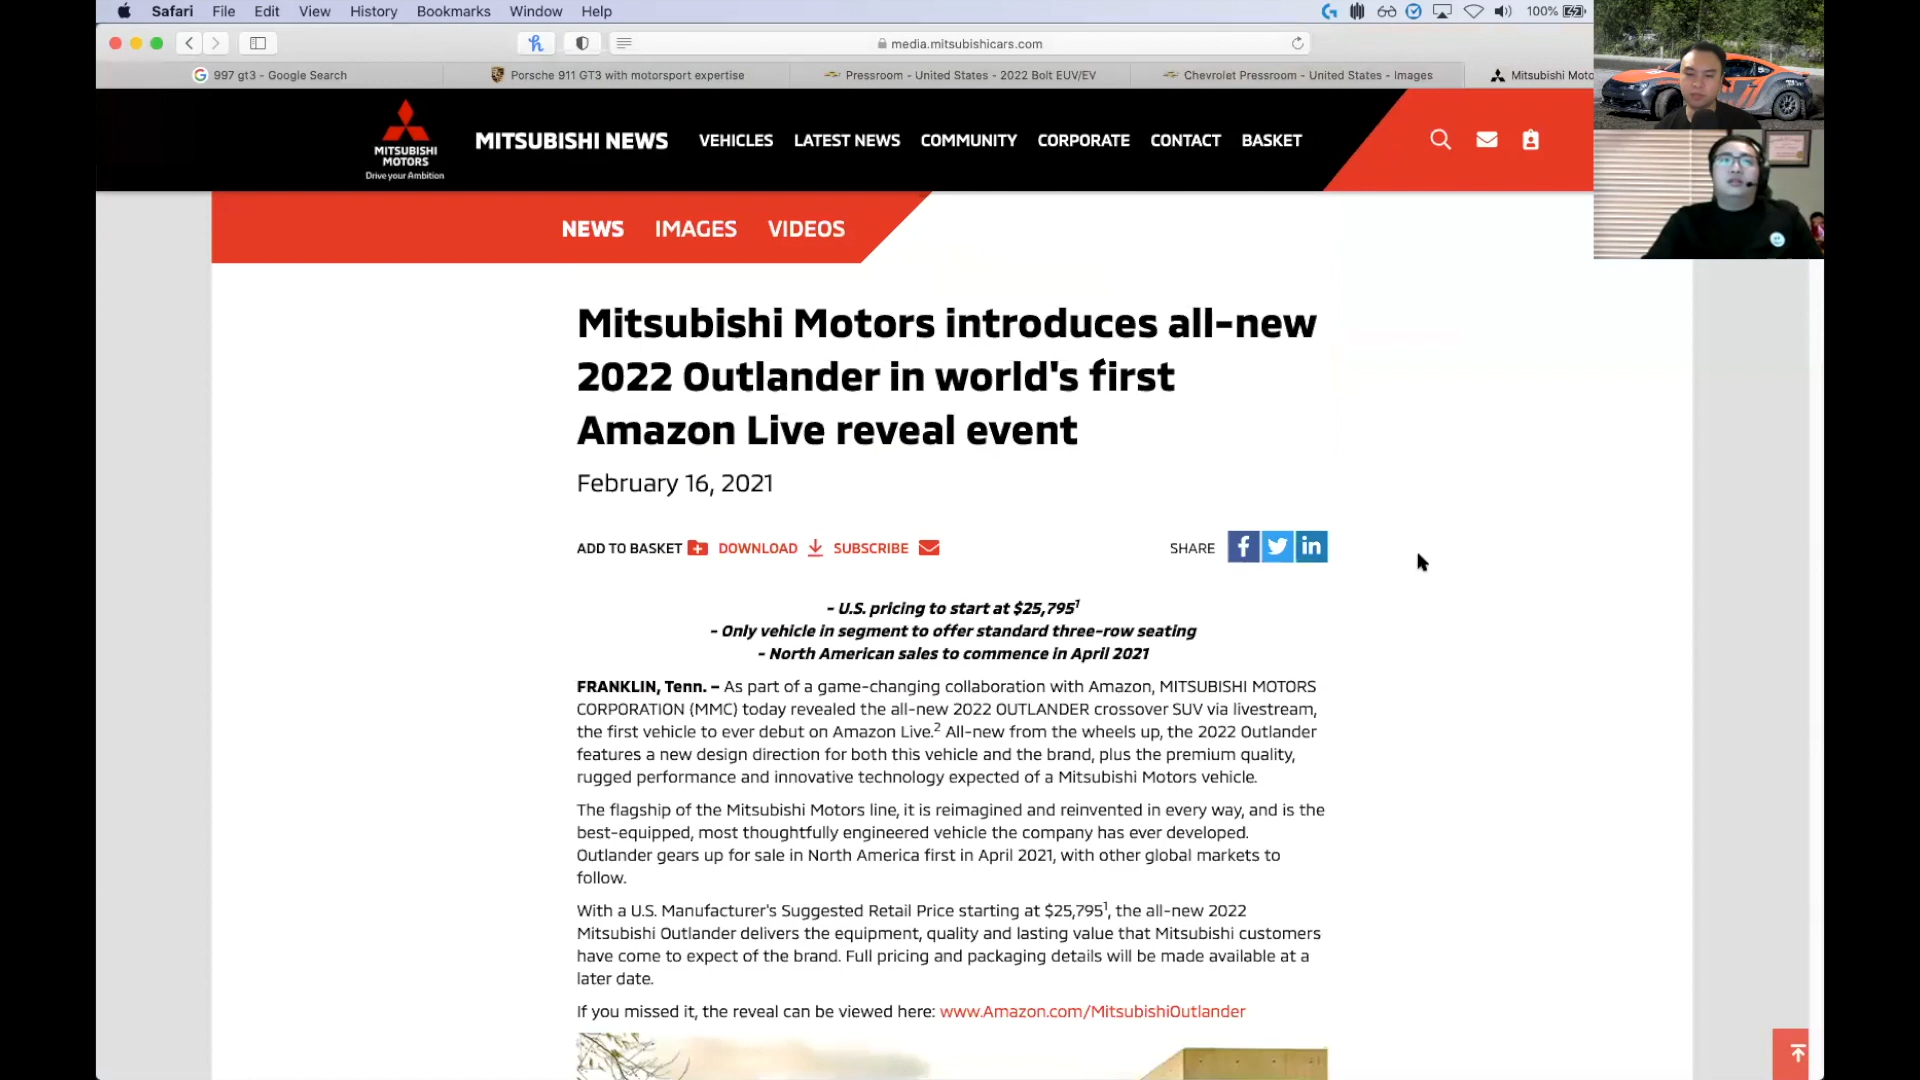 Safari File Edit View History Bookmarks Window Help 100%
media.mitsubishicars.com
997 gt3 - Google Search Porsche 911 GT3 with motorsport expertise Pressroom - United States - 2022 Bolt EUV/EV Chevrolet Pressroom - United States - Images Mitsubishi Moto
MITSUBISHI MOTORS Drive your Ambition
MITSUBISHI NEWS VEHICLES LATEST NEWS COMMUNITY CORPORATE CONTACT BASKET
NEWS IMAGES VIDEOS
Mitsubishi Motors introduces all-new
2022 Outlander in world's first
Amazon Live reveal event
February 16, 2021
ADD TO BASKET DOWNLOAD SUBSCRIBE SHARE
- U.S. pricing to start at $25,795¹
- Only vehicle in segment to offer standard three-row seating
- North American sales to commence in April 2021
FRANKLIN, Tenn. – As part of a game-changing collaboration with Amazon, MITSUBISHI MOTORS
CORPORATION (MMC) today revealed the all-new 2022 OUTLANDER crossover SUV via livestream,
the first vehicle to ever debut on Amazon Live.² All-new from the wheels up, the 2022 Outlander
features a new design direction for both this vehicle and the brand, plus the premium quality,
rugged performance and innovative technology expected of a Mitsubishi Motors vehicle.
The flagship of the Mitsubishi Motors line, it is reimagined and reinvented in every way, and is the
best-equipped, most thoughtfully engineered vehicle the company has ever developed.
Outlander gears up for sale in North America first in April 2021, with other global markets to
follow.
With a U.S. Manufacturer's Suggested Retail Price starting at $25,795¹, the all-new 2022
Mitsubishi Outlander delivers the equipment, quality and lasting value that Mitsubishi customers
have come to expect of the brand. Full pricing and packaging details will be made available at a
later date.
If you missed it, the reveal can be viewed here: www.Amazon.com/MitsubishiOutlander